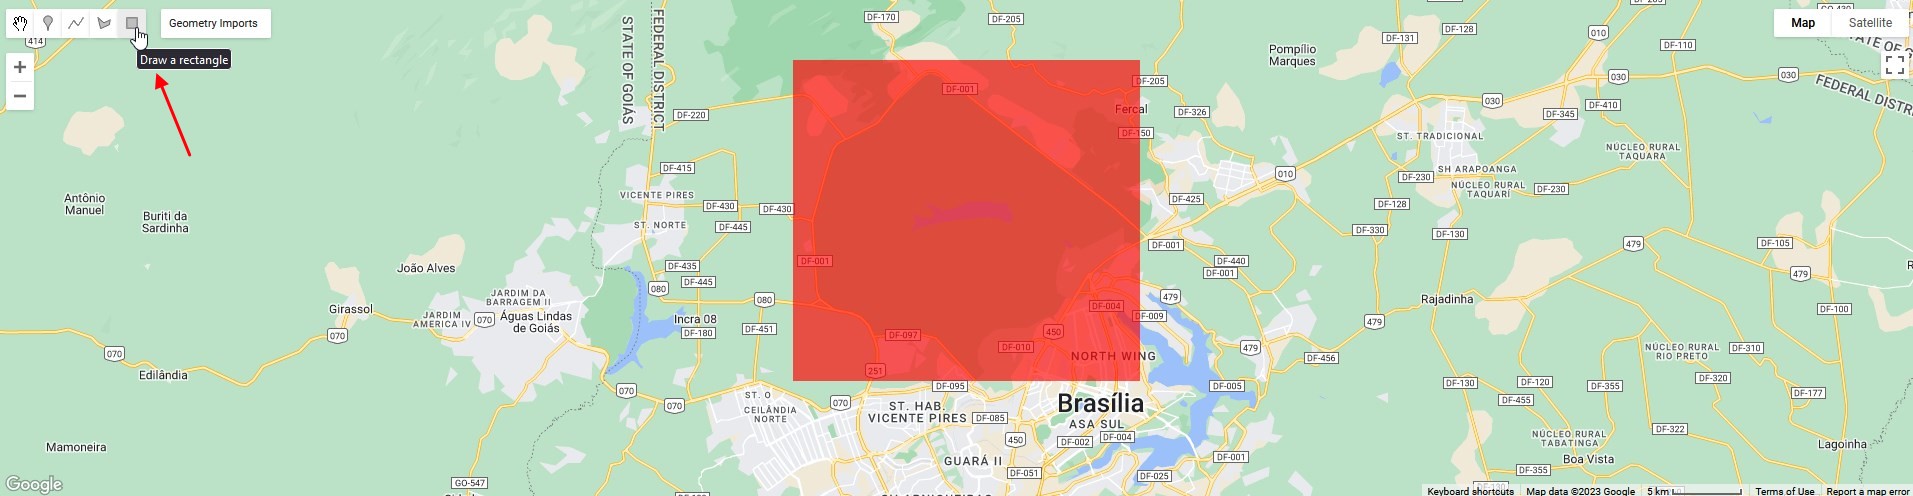 Geometry Imports
Draw a rectangle
Map
Satellite
414
STATE OF GOIÁS
FEDERAL DISTRICT
DF-170
DF-205
DF-131
DF-128
010
DF-110
Pompílio
Marques
030
030
FEDERAL DISTRI
DF-001
DF-205
030
DF-410
DF-345
DF-220
Fercal
DF-326
DF-150
ST. TRADICIONAL
NÚCLEO RURAL
TAQUARA
DF-415
SH ARAPOANGA
010
DF-230
NÚCLEO RURAL
TAQUARI
DF-230
Antônio
Manuel
VICENTE PIRES
DF-430
DF-430
DF-425
DF-128
Buriti da
Sardinha
ST. NORTE
DF-445
DF-330
DF-130
DF-001
479
DF-105
João Alves
DF-435
DF-001
DF-440
DF-001
479
DF-445
080
JARDIM DA
BARRAGEM II
080
479
Rajadinha
Girassol
JARDIM
AMERICA IV
070
Águas Lindas
de Goiás
Incra 08
DF-004
DF-009
DF-100
070
DF-180
DF-451
DF-097
450
479
070
DF-010
479
NÚCLEO RURAL
RIO PRETO
DF-310
NORTH WING
DF-456
Edilândia
251
DF-320
070
070
DF-095
DF-005
DF-130
DF-120
DF-355
DF-177
ST. O
CEILÂNDIA
NORTE
070
ST. HAB.
VICENTE PIRES
Brasília
DF-455
DF-085
ASA SUL
DF-322
Mamoneira
450
DF-002
DF-004
NÚCLEO RURAL
TABATINGA
Lagoinha
GUARÁ II
DF-001
Boa Vista
DF-051
DF-025
DF-355
GO-547
Google
Keyboard shortcuts
Map data ©2023 Google
5 km
Terms of Use
Report a map error